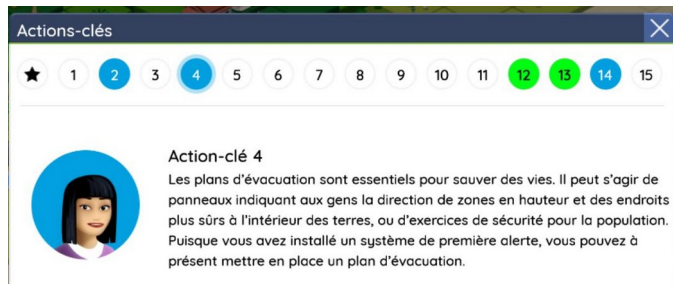 Actions-clés
★ 1 2 3 4 5 6 7 8 9 10 11 12 13 14 15
Action-clé 4
Les plans d'évacuation sont essentiels pour sauver des vies. Il peut s'agir de
panneaux indiquant aux gens la direction de zones en hauteur et des endroits
plus sûrs à l'intérieur des terres, ou d'exercices de sécurité pour la population.
Puisque vous avez installé un système de première alerte, vous pouvez à
présent mettre en place un plan d'évacuation.